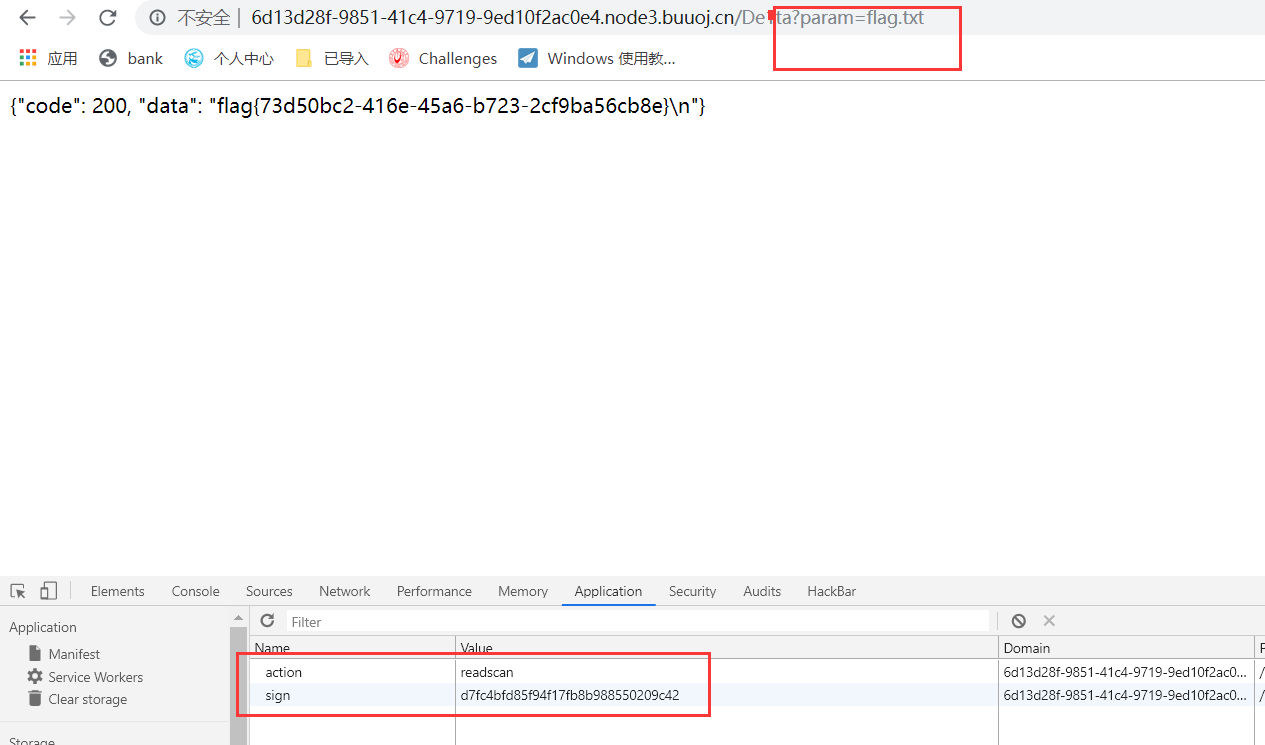 不安全 | 6d13d28f-9851-41c4-9719-9ed10f2ac0e4.node3.buuoj.cn/De1ta?param=flag.txt
应用 bank 个人中心 已导入 Challenges Windows 使用教...
{"code": 200, "data": "flag{73d50bc2-416e-45a6-b723-2cf9ba56cb8e}\n"}
Elements Console Sources Network Performance Memory Application Security Audits HackBar
Application
Filter
Manifest
Service Workers
Clear storage
Storage
Name Value Domain P
action readscan 6d13d28f-9851-41c4-9719-9ed10f2ac0... /
sign d7fc4bfd85f94f17fb8b988550209c42 6d13d28f-9851-41c4-9719-9ed10f2ac0... /